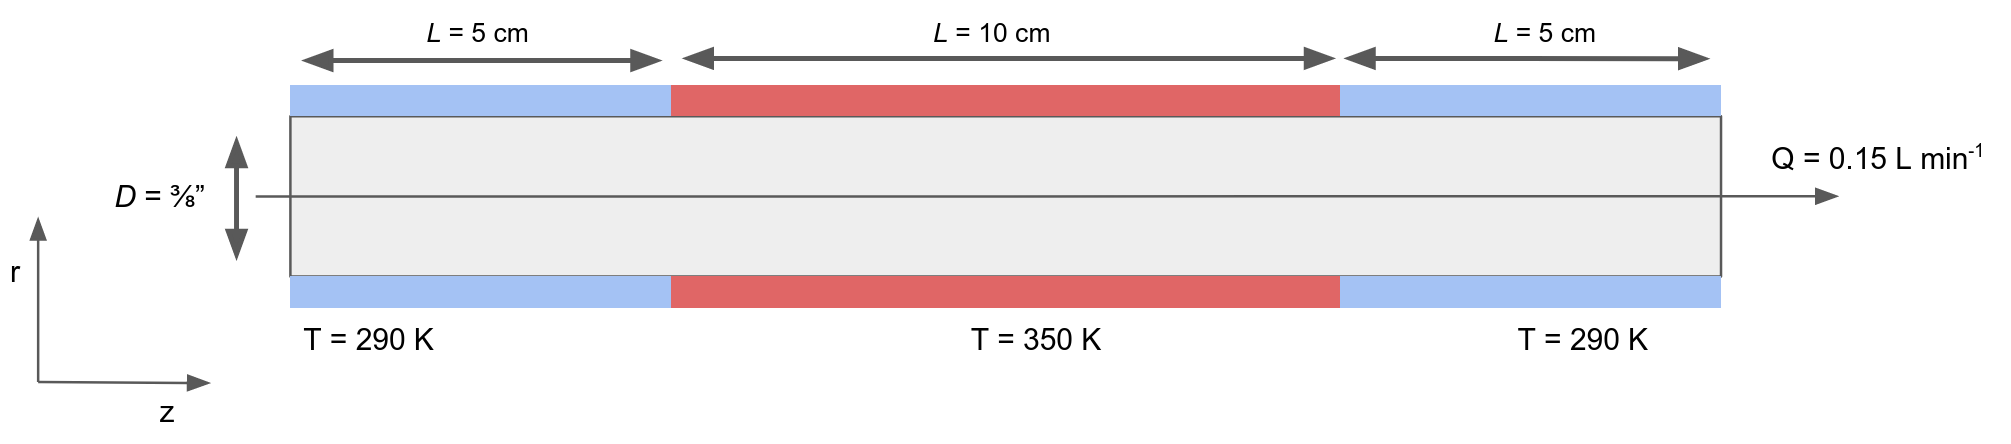 L = 5 cm
L = 10 cm
L = 5 cm
Q = 0.15 L min⁻¹
D = ⅜”
r
T = 290 K
T = 350 K
T = 290 K
z